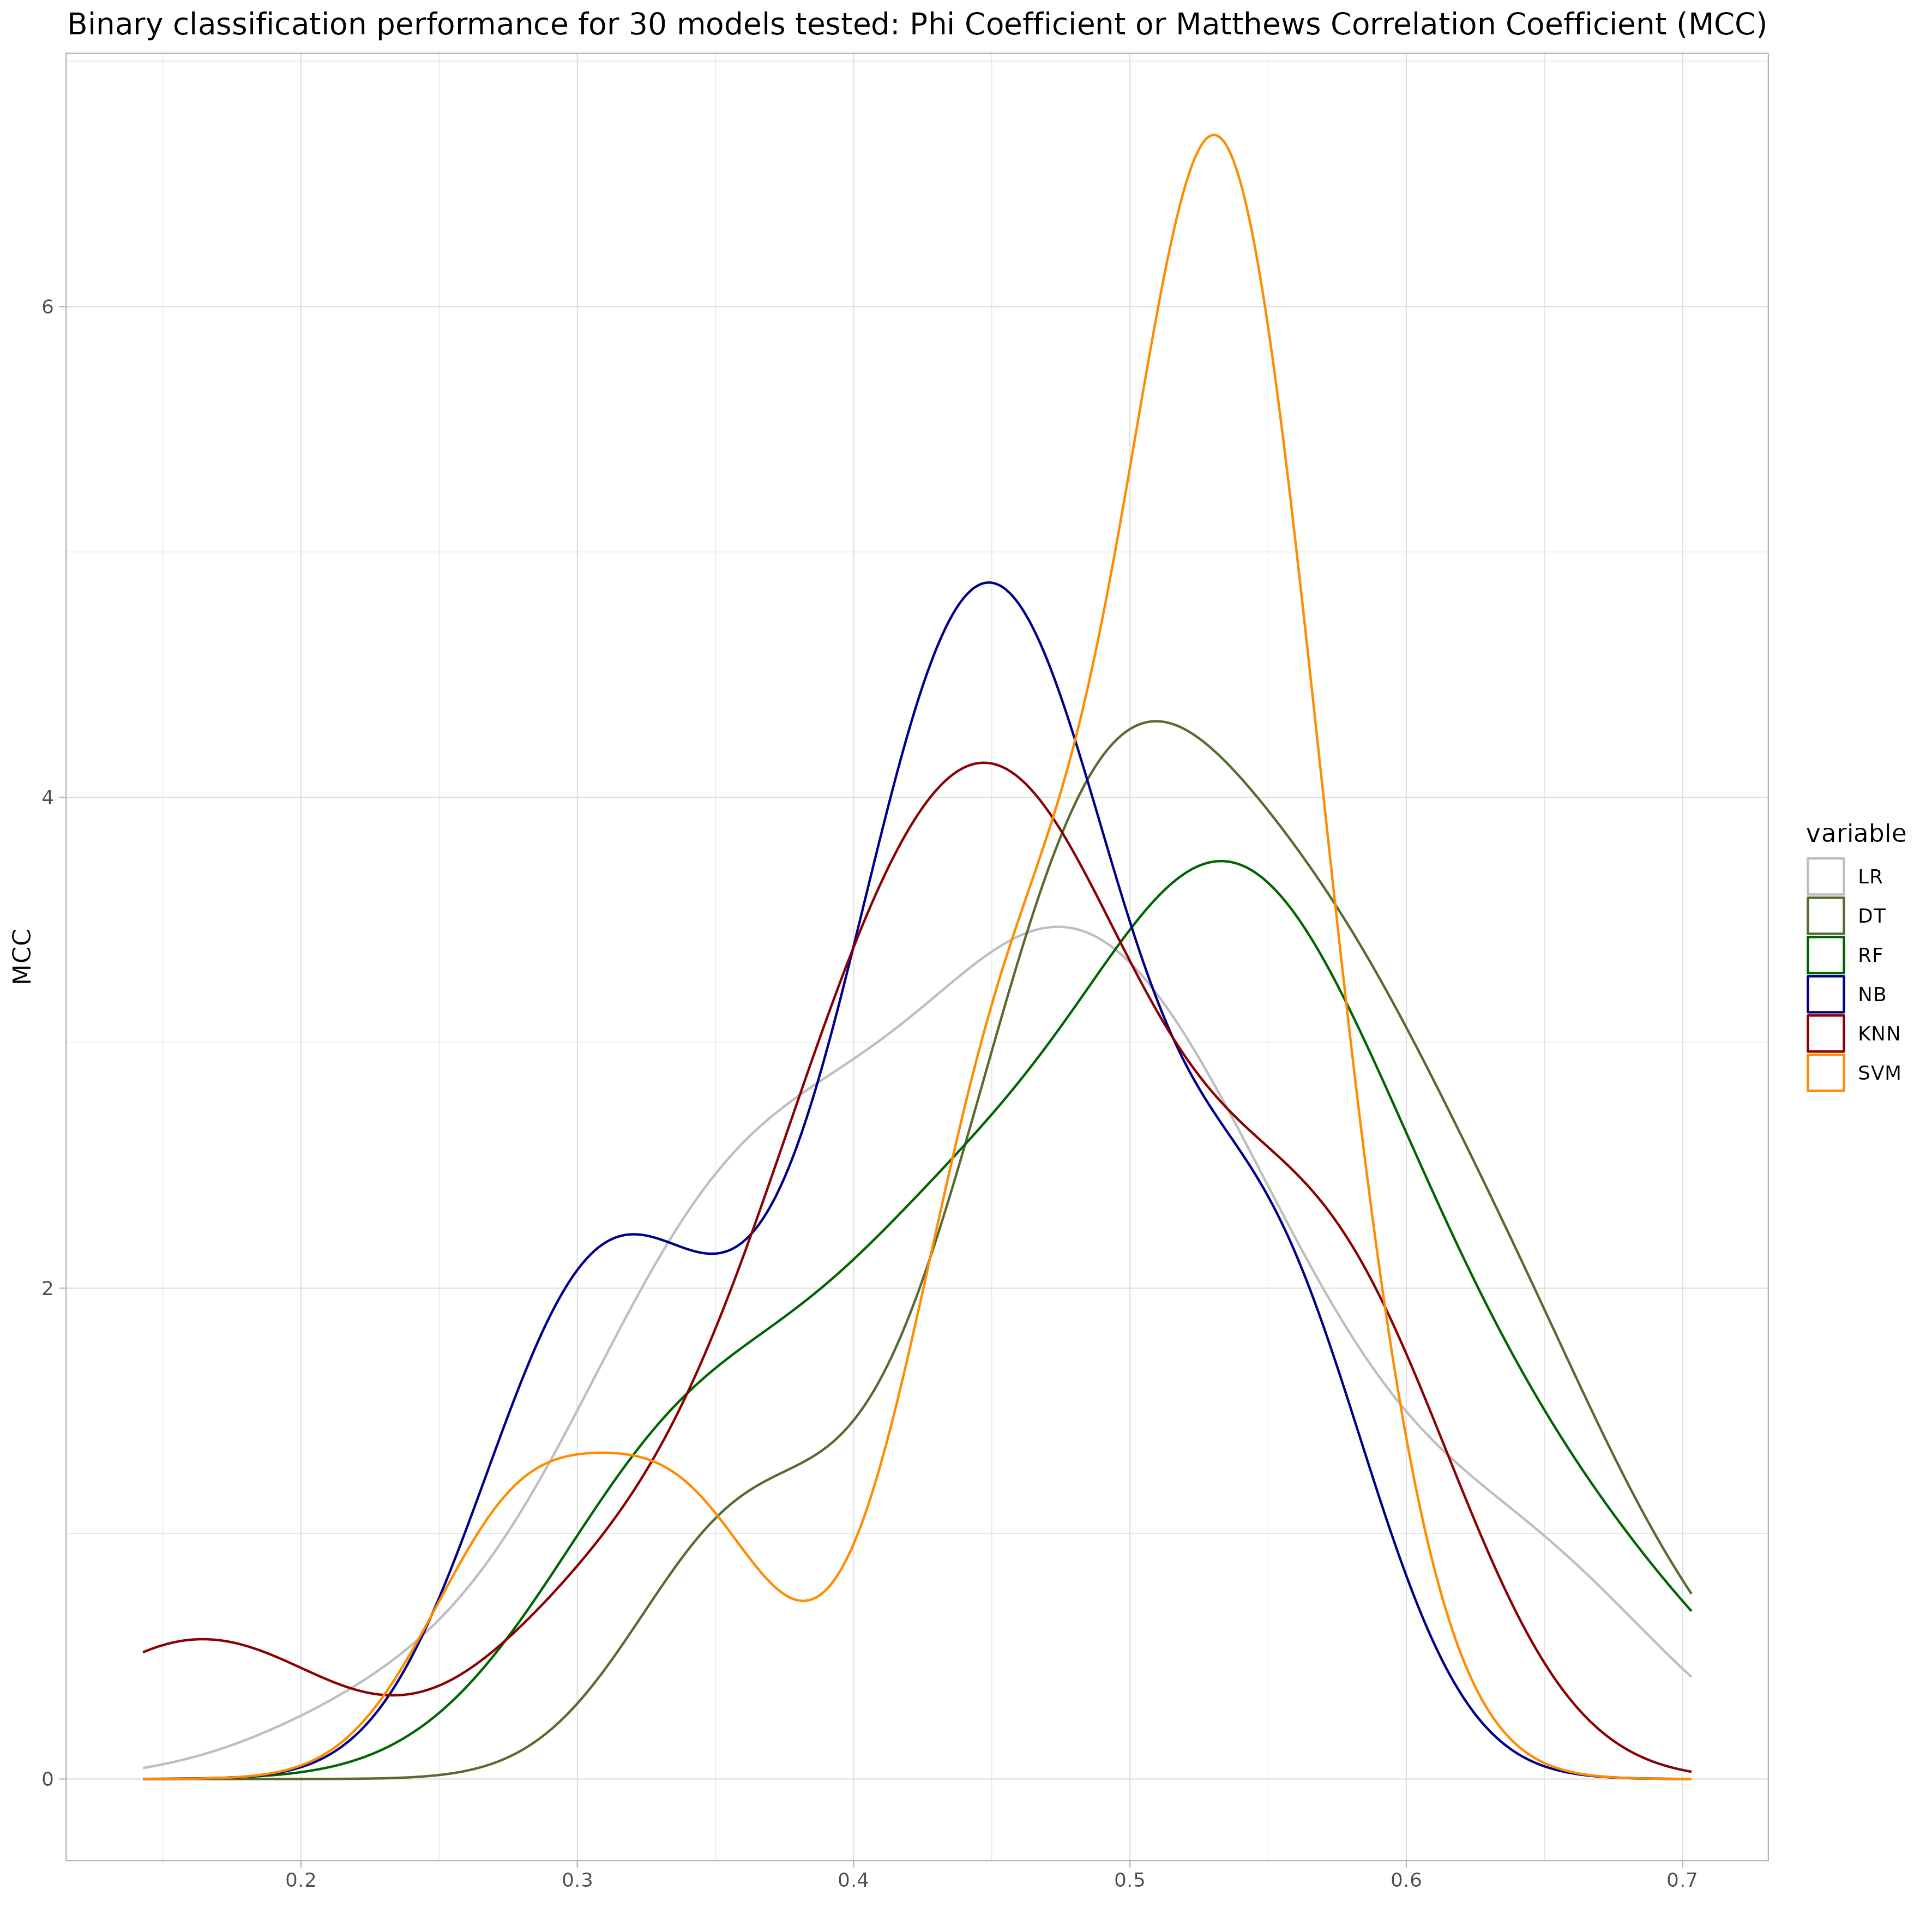 Binary classification performance for 30 models tested: Phi Coefficient or Matthews Correlation Coefficient (MCC)
MCC
6
4
2
0
0.2 0.3 0.4 0.5 0.6 0.7
variable
LR
DT
RF
NB
KNN
SVM